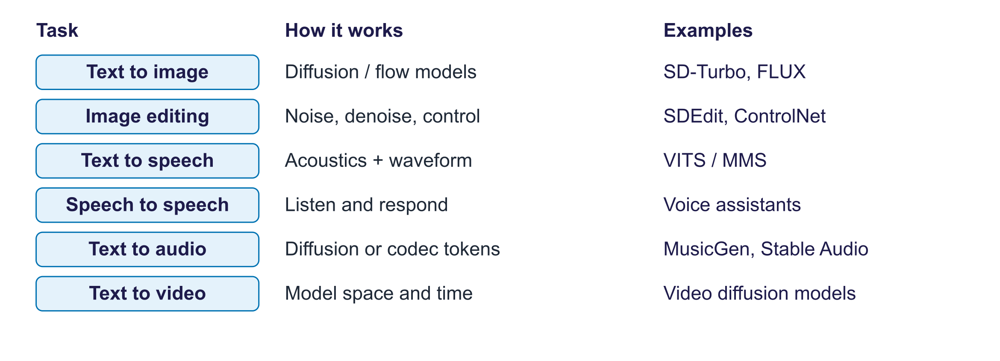 Task How it works Examples
Text to image Diffusion / flow models SD-Turbo, FLUX
Image editing Noise, denoise, control SDEdit, ControlNet
Text to speech Acoustics + waveform VITS / MMS
Speech to speech Listen and respond Voice assistants
Text to audio Diffusion or codec tokens MusicGen, Stable Audio
Text to video Model space and time Video diffusion models